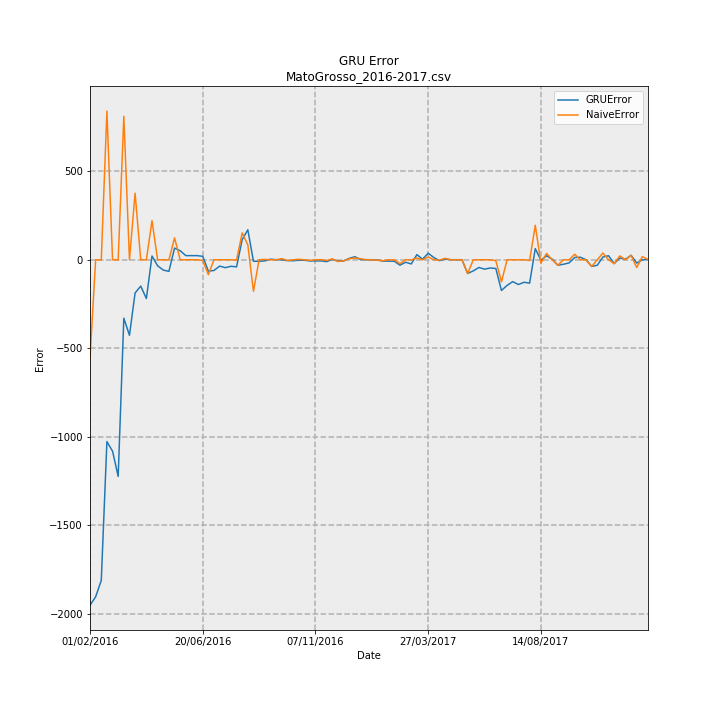 GRU Error
MatoGrosso_2016-2017.csv
GRUError
NaiveError
500
0
−500
−1000
−1500
−2000
Error
01/02/2016 20/06/2016 07/11/2016 27/03/2017 14/08/2017
Date